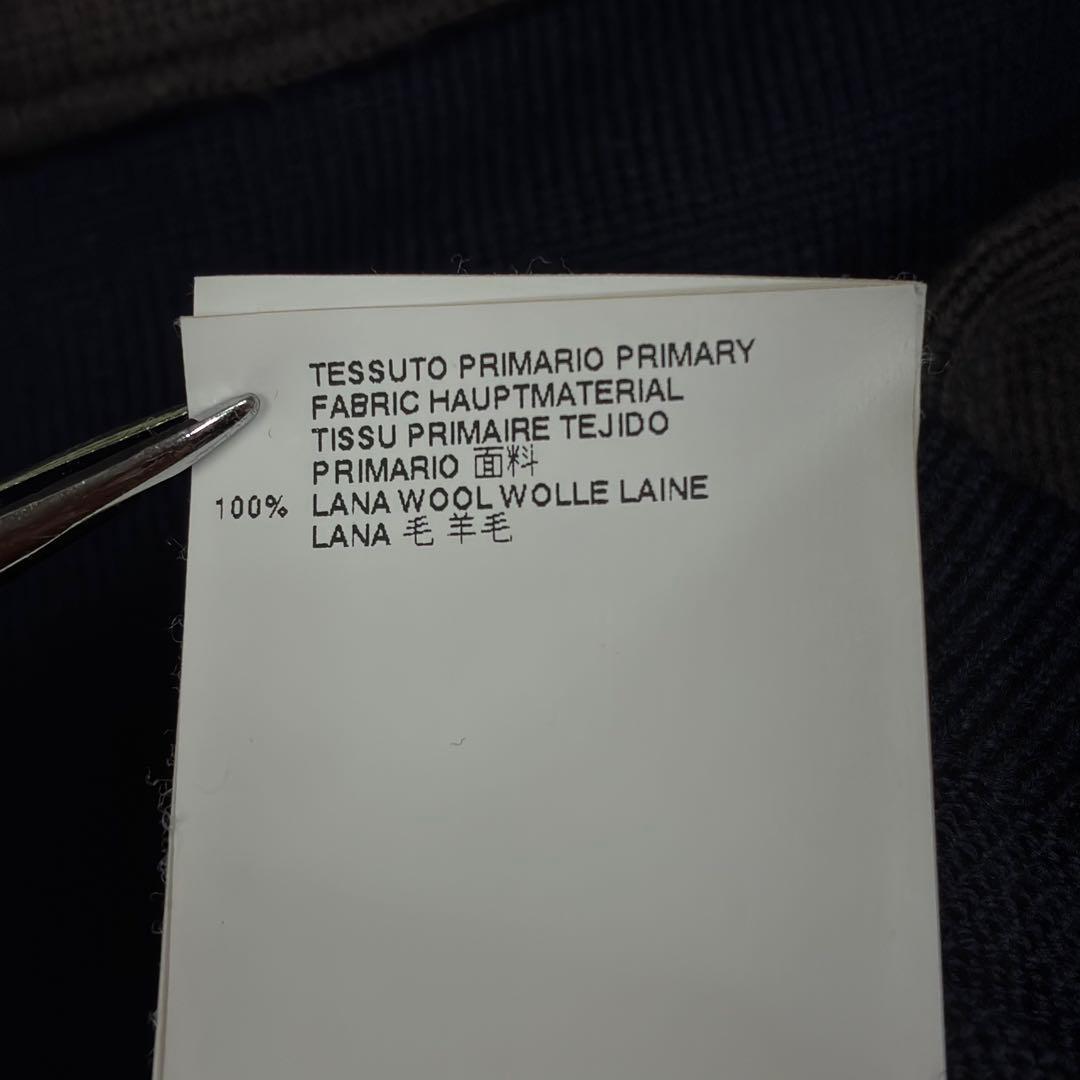 TESSUTO PRIMARIO PRIMARY
FABRIC HAUPTMATERIAL
TISSU PRIMAIRE TEJIDO
PRIMARIO 面料
100% LANA WOOL WOLLE LAINE
LANA 毛 羊毛